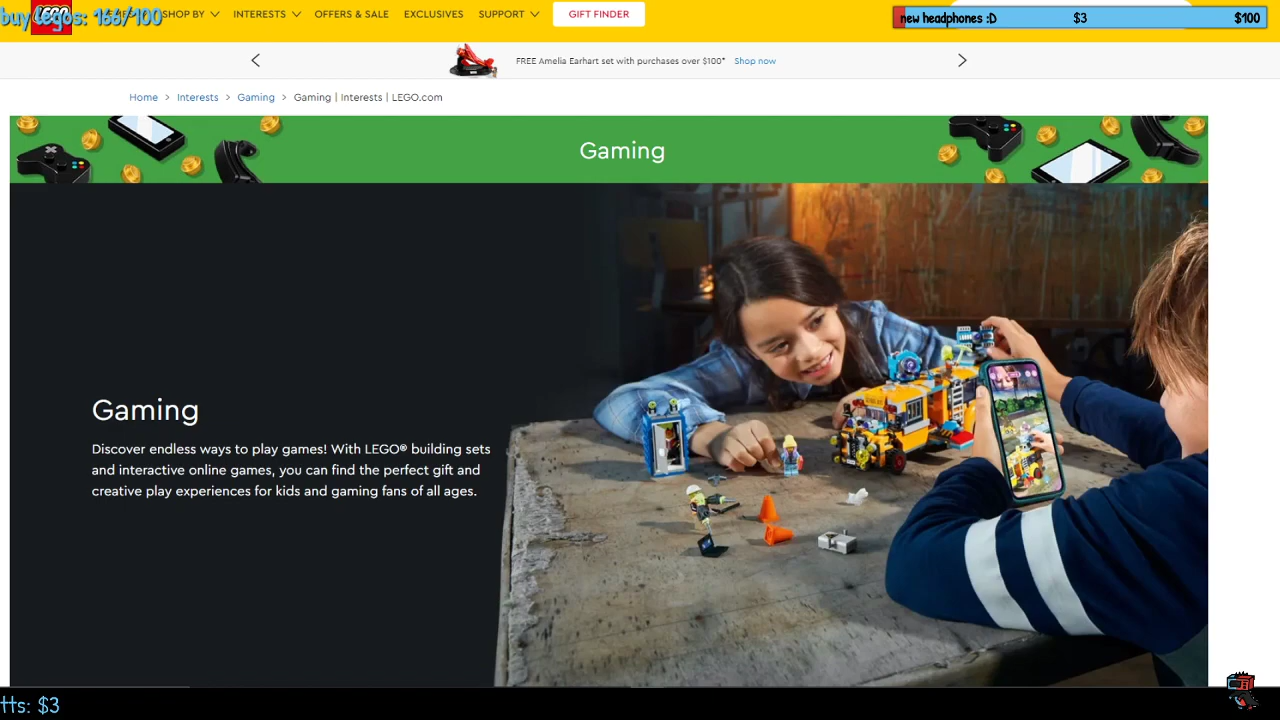 buy legos: 166/100
LEGO
SHOP BY
INTERESTS
OFFERS & SALE
EXCLUSIVES
SUPPORT
GIFT FINDER
new headphones :D $3 $100
FREE Amelia Earhart set with purchases over $100* Shop now
Home > Interests > Gaming > Gaming | Interests | LEGO.com
Gaming
Gaming
Discover endless ways to play games! With LEGO® building sets
and interactive online games, you can find the perfect gift and
creative play experiences for kids and gaming fans of all ages.
tts: $3